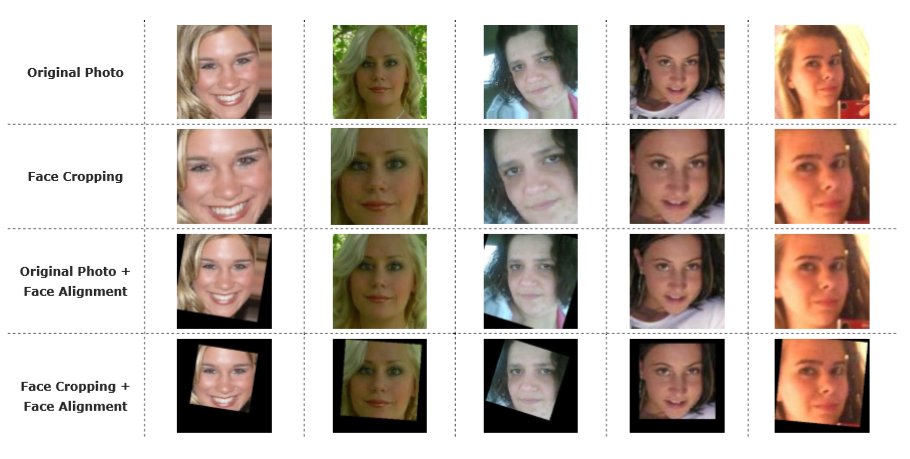 Original Photo
Face Cropping
Original Photo +
Face Alignment
Face Cropping +
Face Alignment